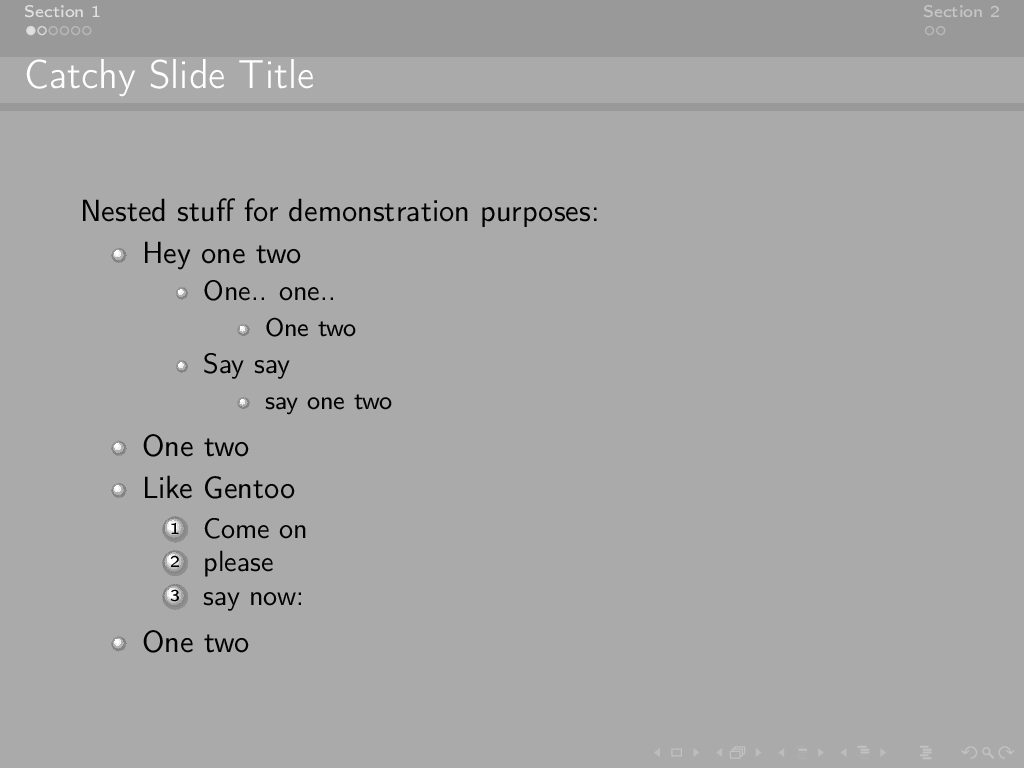 Section 1
Section 2
Catchy Slide Title
Nested stuff for demonstration purposes:
Hey one two
One.. one..
One two
Say say
say one two
One two
Like Gentoo
1 Come on
2 please
3 say now:
One two